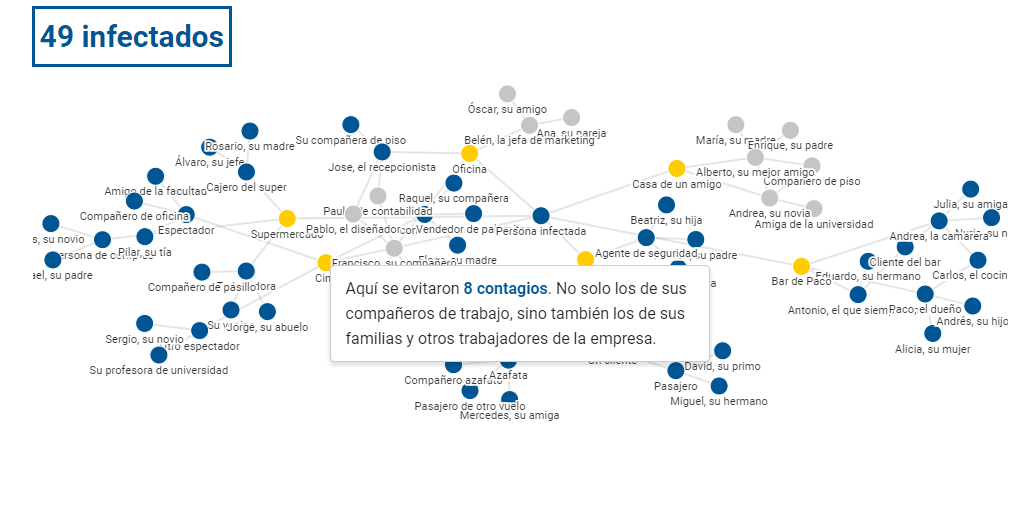 49 infectados
Óscar, su amigo
Ana, su pareja
Belén, la jefa de marketing
María, su madre
Enrique, su padre
Rosario, su madre
Su compañera de piso
Álvaro, su jefe
Jose, el recepcionista
Oficina
Alberto, su mejor amigo
Compañero de piso
Casa de un amigo
Amigo de la facultad
Cajero del super
Raquel, su compañera
Julia, su amiga
Compañero de oficina
de contabilidad
Andrea, su novia
Beatriz, su hija
Amiga de la universidad
Espectador
Supermercado
Pablo, el diseñador
Vendedor de
Persona infectada
Andrea, la camarera
s, su novio
Pilar, su tía
su madre
Agente de seguridad
su padre
Cliente del bar
Francisco, su compañero
ael, su padre
Bar de Paco
Eduardo, su hermano
Carlos, el cocin
Compañero de pasillo
Antonio, el que siem
Paco, el dueño
Andrés, su hijo
Jorge, su abuelo
Sergio, su novio
espectador
Alicia, su mujer
Su profesora de universidad
Aquí se evitaron 8 contagios. No solo los de sus
compañeros de trabajo, sino también los de sus
familias y otros trabajadores de la empresa.
David, su primo
Azafata
Compañero azafato
Pasajero
Miguel, su hermano
Pasajero de otro vuelo
Mercedes, su amiga